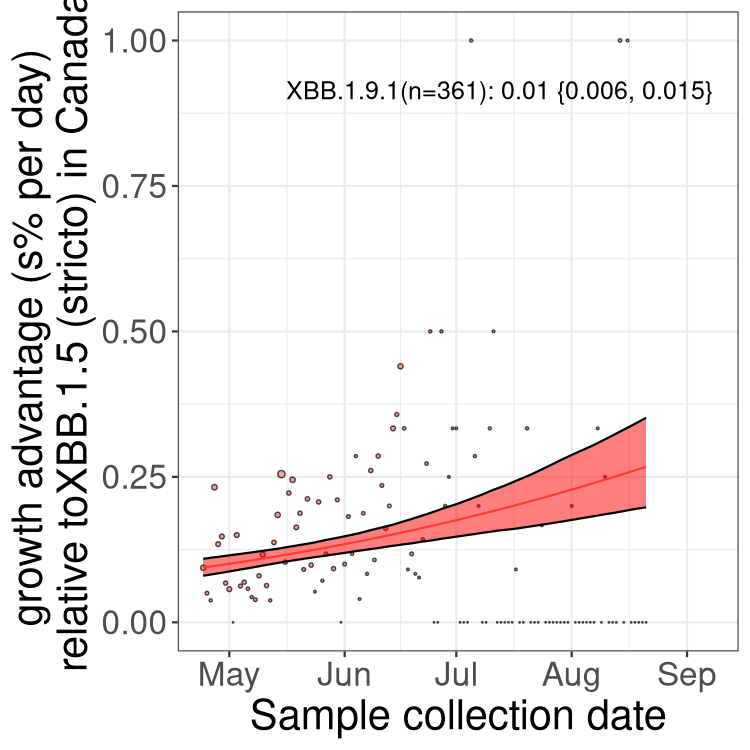 growth advantage (s% per day)
relative toXBB.1.5 (stricto) in Canada
1.00
0.75
0.50
0.25
0.00
XBB.1.9.1(n=361): 0.01 {0.006, 0.015}
May Jun Jul Aug Sep
Sample collection date